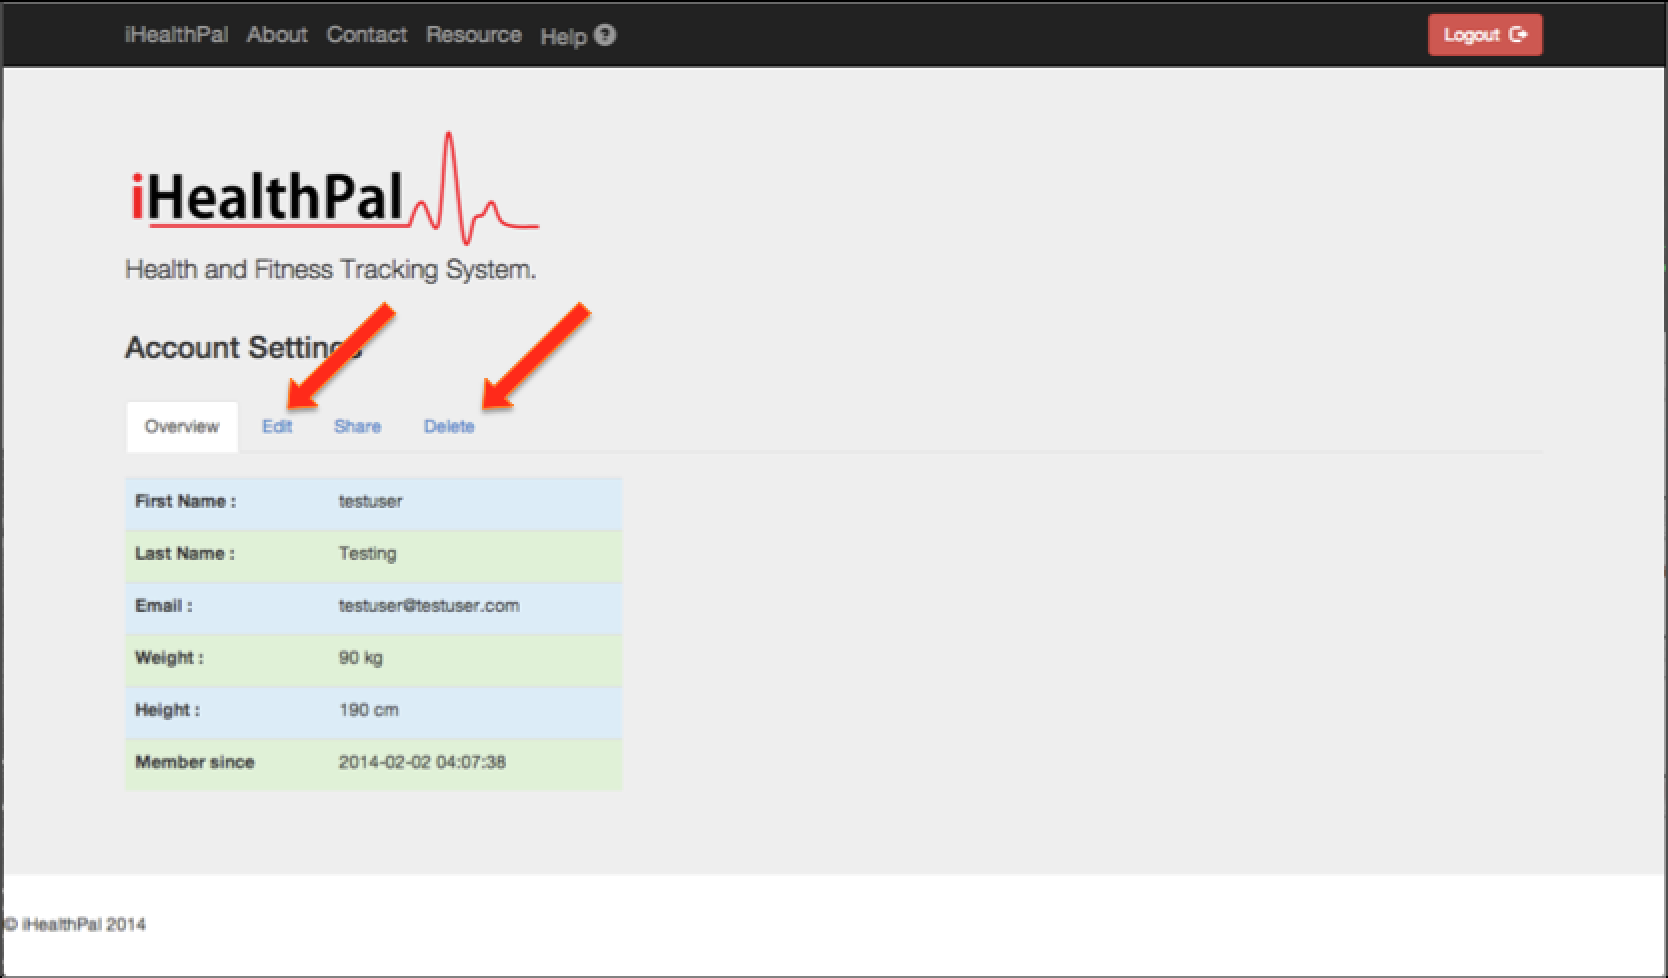 iHealthPal About Contact Resource Help ? Logout
iHealthPal
Health and Fitness Tracking System.
Account Settings
Overview Edit Share Delete
First Name : testuser
Last Name : Testing
Email : testuser@testuser.com
Weight : 90 kg
Height : 190 cm
Member since 2014-02-02 04:07:38
© iHealthPal 2014